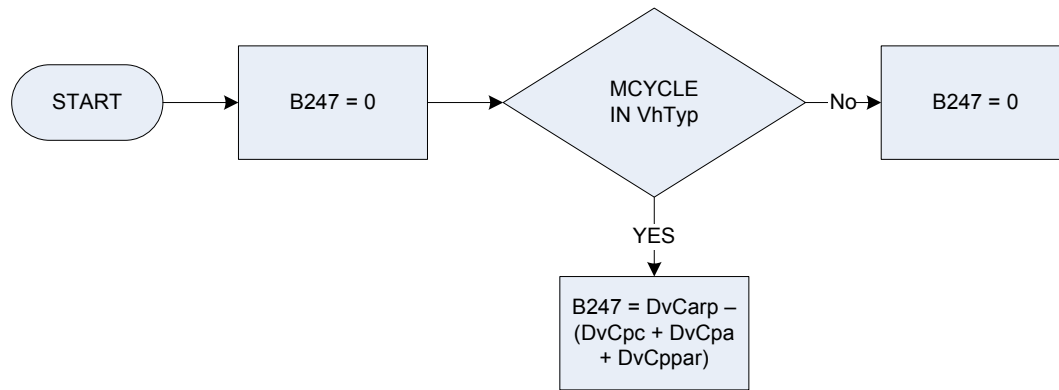 START
B247 = 0
MCYCLE
IN VhTyp
No
B247 = 0
YES
B247 = DvCarp –
(DvCpc + DvCpa
+ DvCppar)